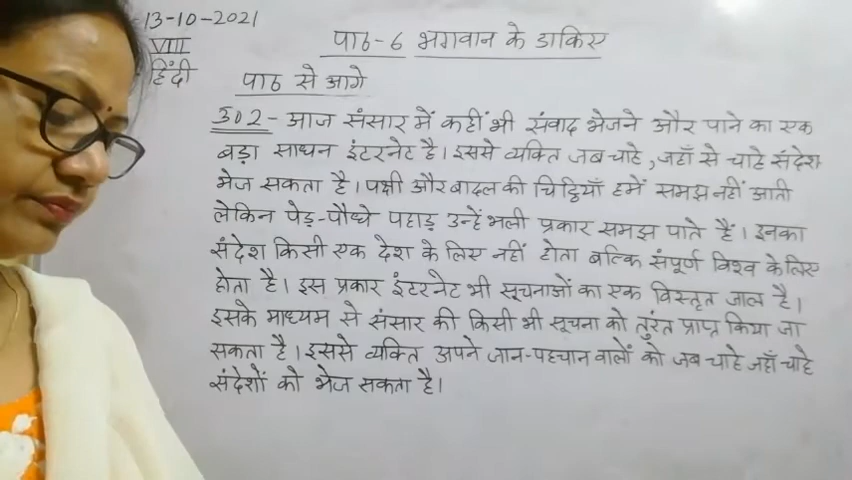 13-10-2021
VIII
हिंदी
पाठ-6 भगवान के डाकिए
पाठ से आगे
उ०2- आज संसार में कहीं भी संवाद भेजने और पाने का एक
बड़ा साधन इंटरनेट है। इससे व्यक्ति जब चाहे, जहाँ से चाहे संदेश
भेज सकता है। पक्षी और बादल की चिट्ठियाँ हमें समझ नहीं आती
लेकिन पेड़-पौधे पहाड़ उन्हें भली प्रकार समझ पाते हैं। इनका
संदेश किसी एक देश के लिए नहीं होता बल्कि संपूर्ण विश्व के लिए
होता है। इस प्रकार इंटरनेट भी सूचनाओं का एक विस्तृत जाल है।
इसके माध्यम से संसार की किसी भी सूचना को तुरंत प्राप्त किया जा
सकता है। इससे व्यक्ति अपने जान-पहचान वालों को जब चाहे जहाँ चाहे
संदेशों को भेज सकता है।